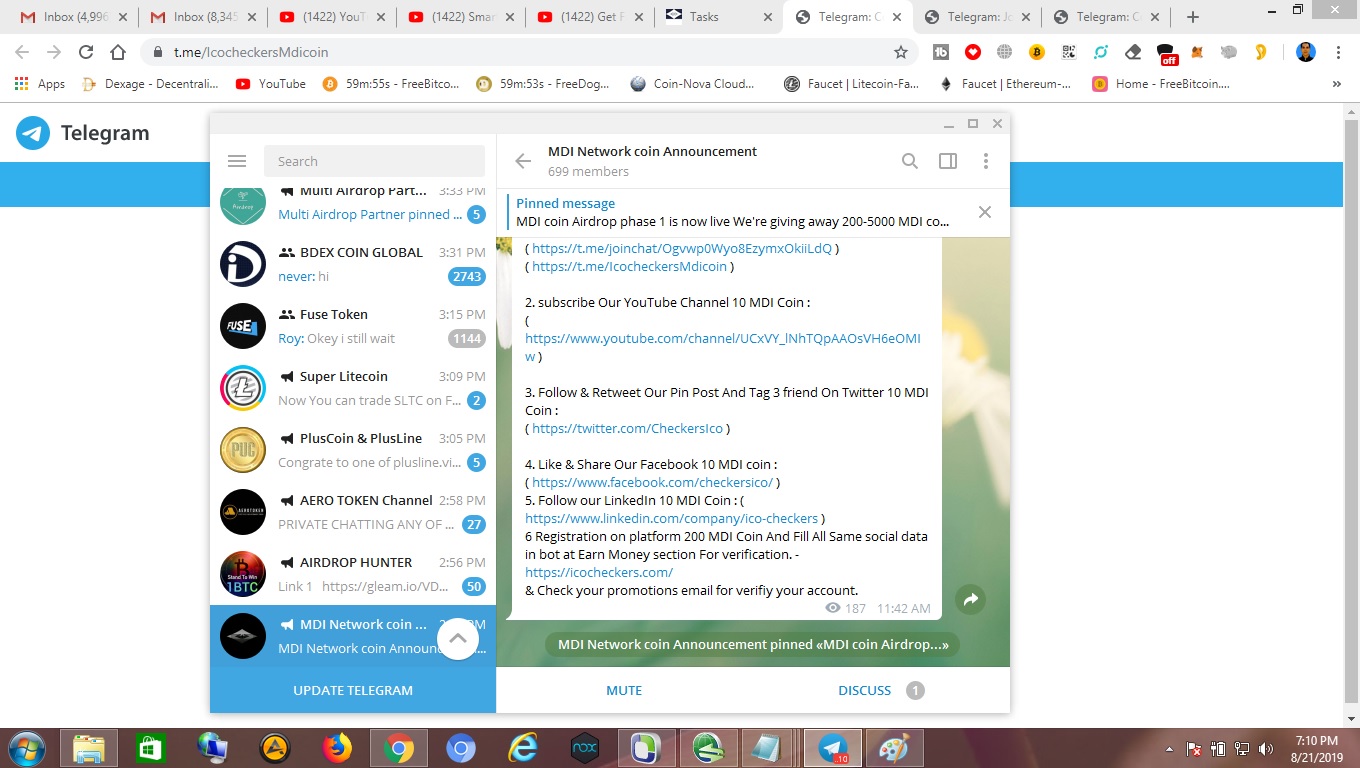 Inbox (4,996
Inbox (8,345
(1422) YouT
(1422) Smar
(1422) Get F
Tasks
Telegram: C
Telegram: Jo
Telegram: C
t.me/IcocheckersMdicoin
off
Apps
Dexage - Decentrali...
YouTube
59m:55s - FreeBitco...
59m:53s - FreeDog...
Coin-Nova Cloud...
Faucet | Litecoin-Fa...
Faucet | Ethereum-...
Home - FreeBitcoin....
»
Telegram
Search
Multi Airdrop Part... 3:33 PM
Multi Airdrop Partner pinned ... 5
BDEX COIN GLOBAL 3:31 PM
never: hi 2743
FUSE
Fuse Token 3:15 PM
Roy: Okey i still wait 1144
Super Litecoin 3:09 PM
Now You can trade SLTC on F... 2
PUC
PlusCoin & PlusLine 3:05 PM
Congrate to one of plusline.vi... 5
AEROTOKEN
AERO TOKEN Channel 2:58 PM
PRIVATE CHATTING ANY OF ... 27
Stand To Win
1BTC
AIRDROP HUNTER 2:56 PM
Link 1 https://gleam.io/VD... 50
MDI Network coin ...
MDI Network coin Announc
UPDATE TELEGRAM
MDI Network coin Announcement
699 members
Pinned message
MDI coin Airdrop phase 1 is now live We're giving away 200-5000 MDI co...
( https://t.me/joinchat/Ogvwp0Wyo8EzymxOkiiLdQ )
( https://t.me/IcocheckersMdicoin )
2. subscribe Our YouTube Channel 10 MDI Coin :
(
https://www.youtube.com/channel/UCxVY_lNhTQpAAOsVH6eOMI
w )
3. Follow & Retweet Our Pin Post And Tag 3 friend On Twitter 10 MDI
Coin :
( https://twitter.com/CheckersIco )
4. Like & Share Our Facebook 10 MDI coin :
( https://www.facebook.com/checkersico/ )
5. Follow our LinkedIn 10 MDI Coin : (
https://www.linkedin.com/company/ico-checkers )
6 Registration on platform 200 MDI Coin And Fill All Same social data
in bot at Earn Money section For verification. -
https://icocheckers.com/
& Check your promotions email for verifiy your account.
187 11:42 AM
MDI Network coin Announcement pinned «MDI coin Airdrop...»
MUTE
DISCUSS 1
nox
.10
7:10 PM
8/21/2019